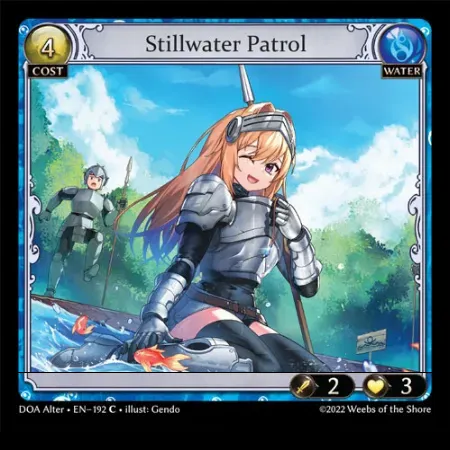 4
Stillwater Patrol
COST
WATER
2
3
DOA Alter • EN-192 C • illust: Gendo
©2022 Weebs of the Shore